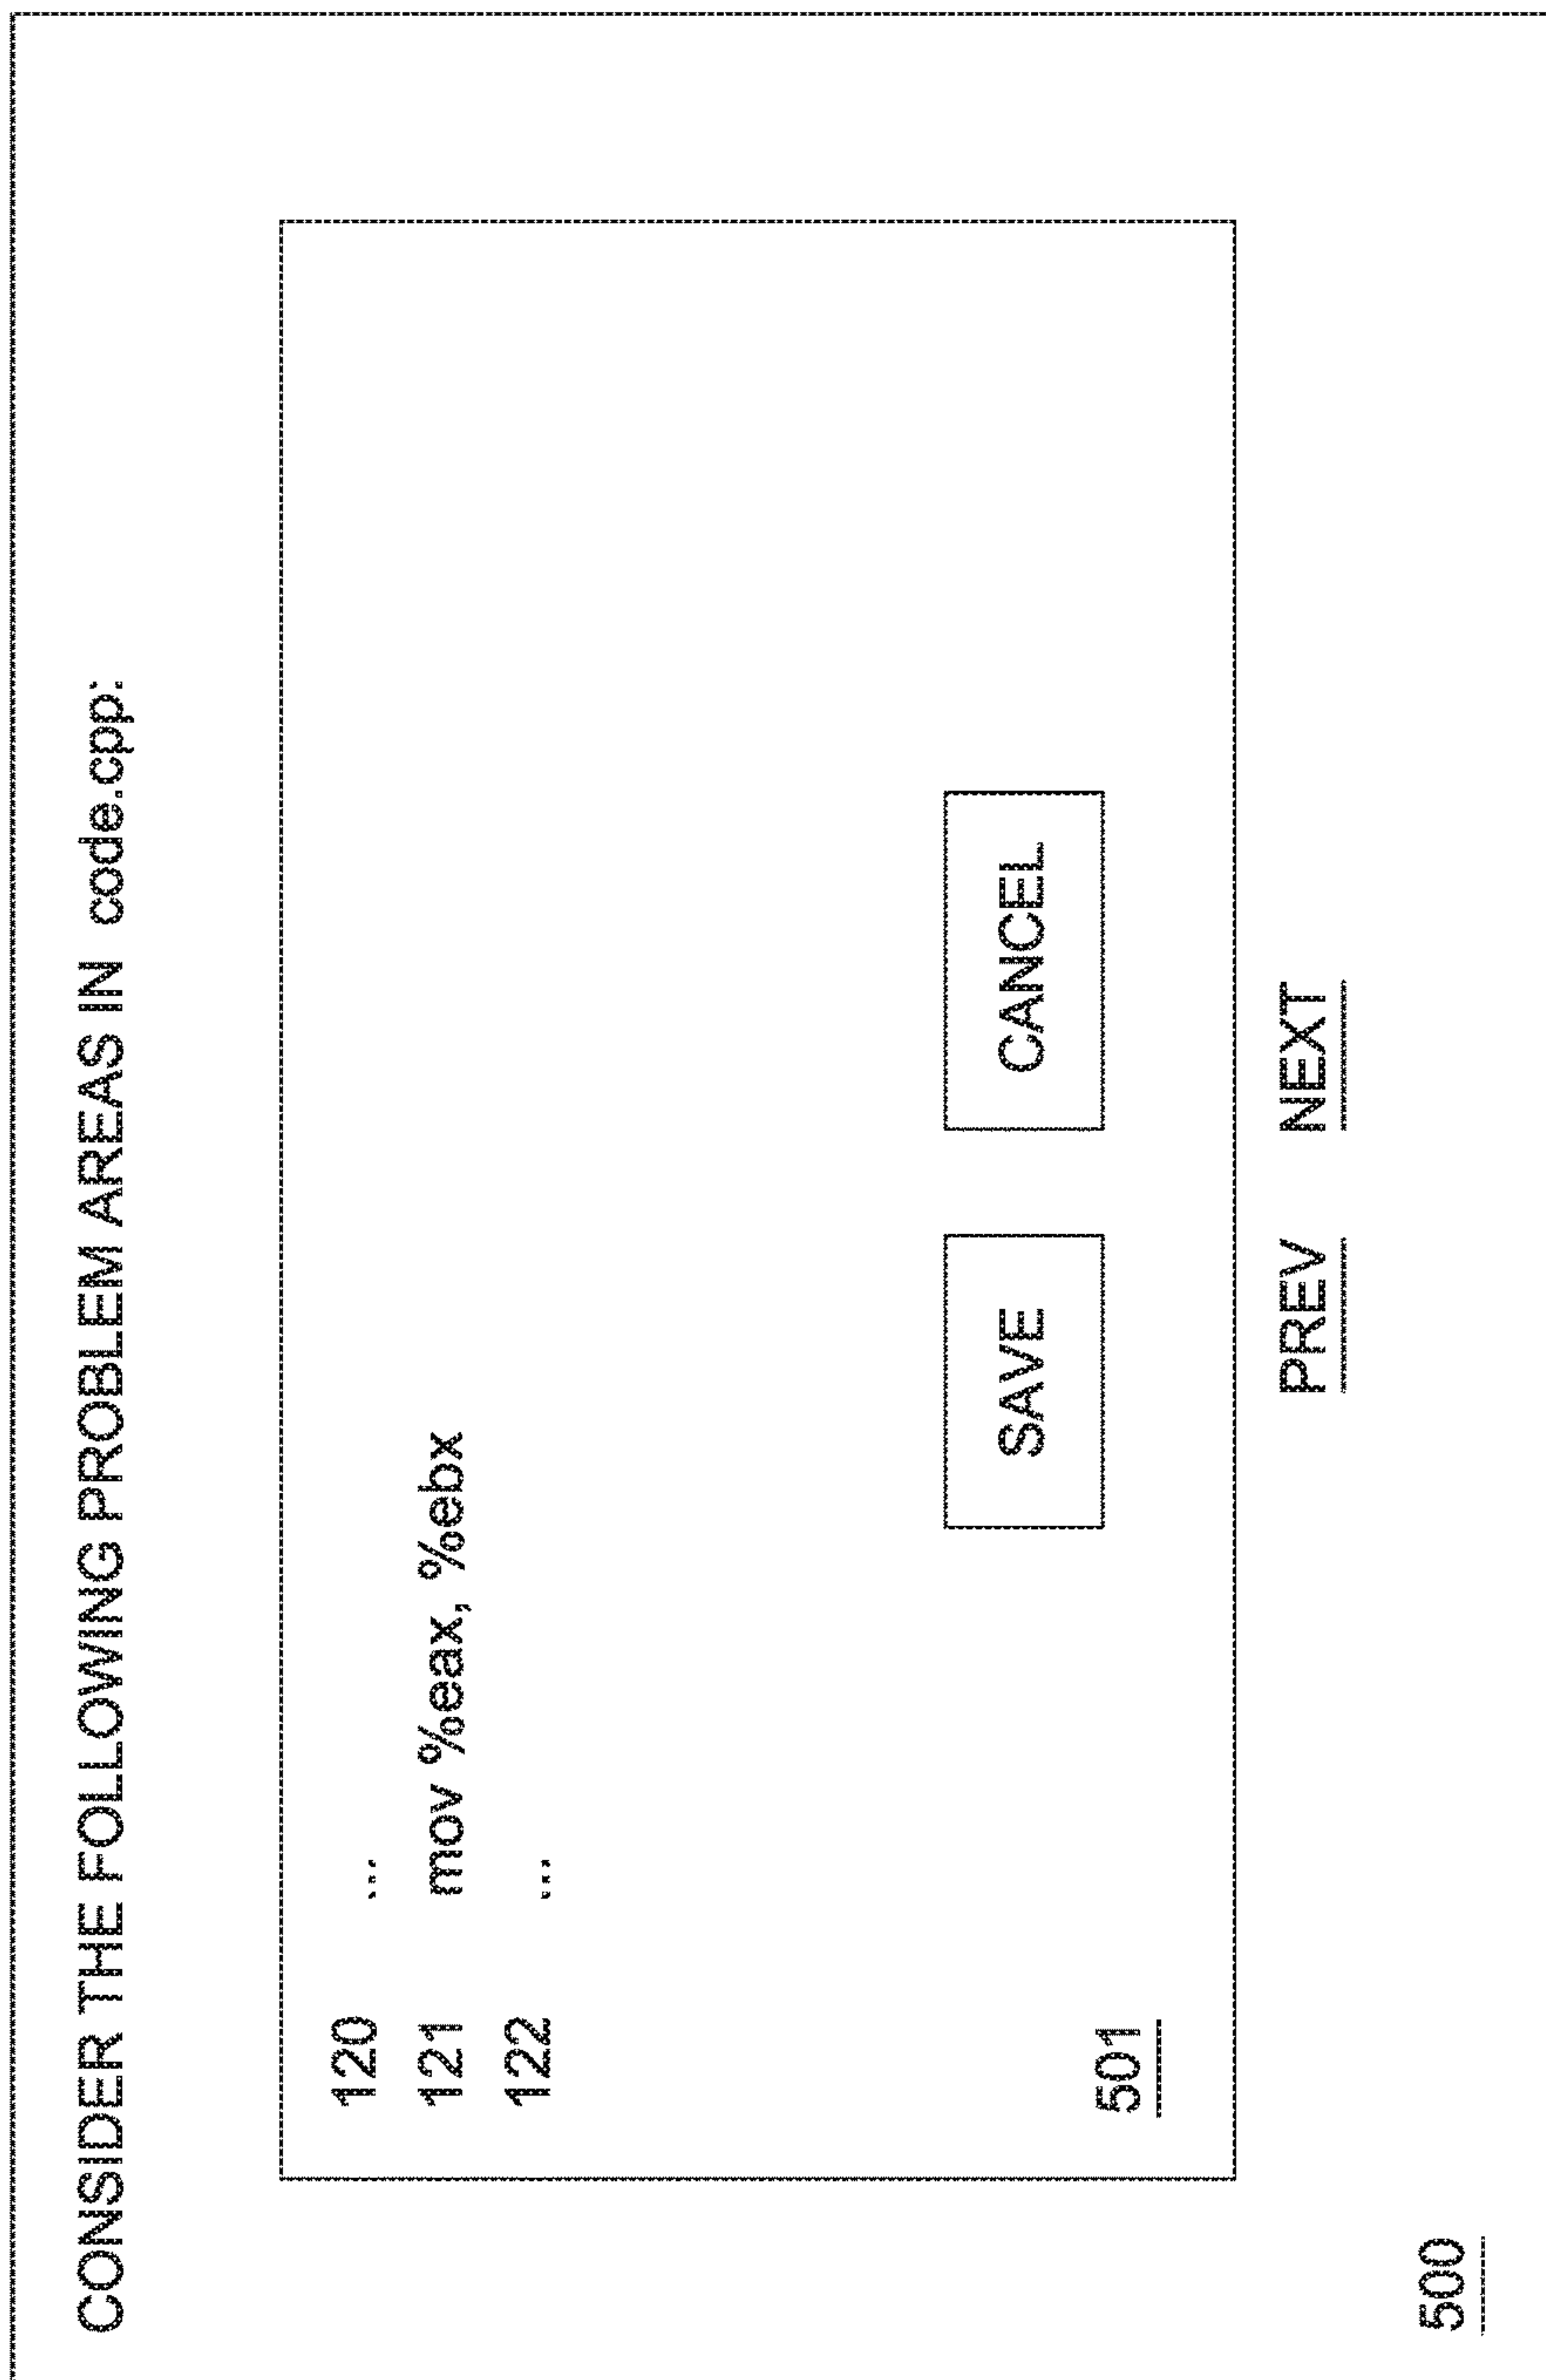 CONSIDER THE FOLLOWING PROBLEM AREAS IN code.cpp:
120 ...
121 mov %eax, %ebx
122 ...
SAVE CANCEL
501
PREV NEXT
500